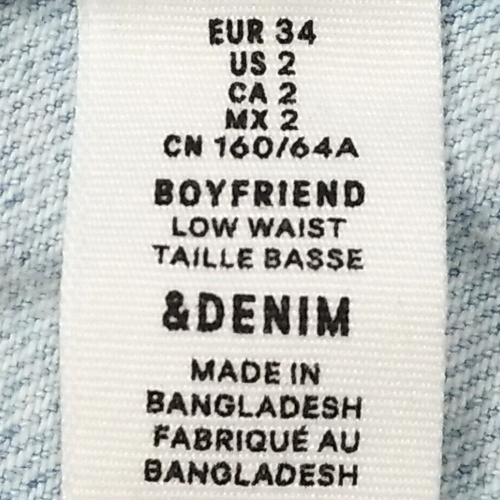 EUR 34
US 2
CA 2
MX 2
CN 160/64A
BOYFRIEND
LOW WAIST
TAILLE BASSE
&DENIM
MADE IN
BANGLADESH
FABRIQUÉ AU
BANGLADESH